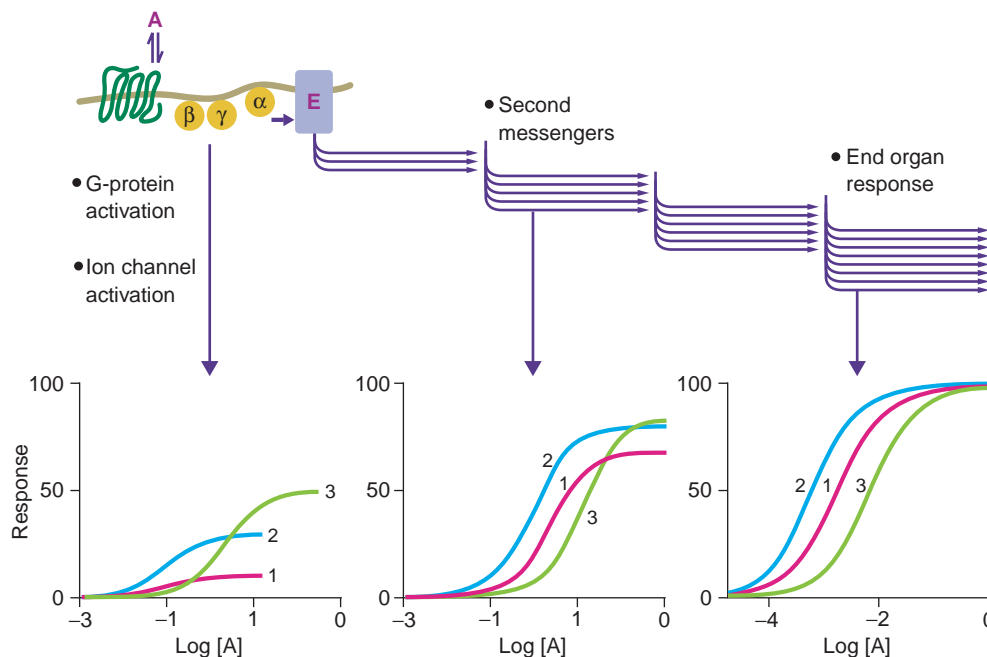 A
β γ α E
• Second
messengers
• End organ
response
• G-protein
activation
• Ion channel
activation
100
50
0
Response
–3 –1 1 0
Log [A]
3
2
1
100
50
0
–3 –1 1 0
Log [A]
2
1
3
100
50
0
–4 –2 0
Log [A]
2 1 3